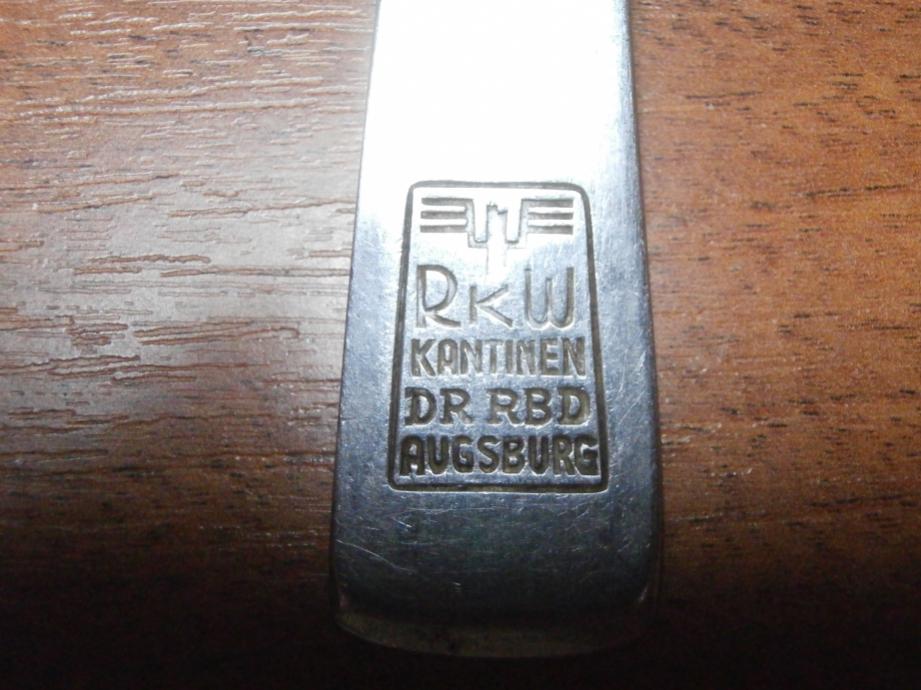 RKW
KANTINEN
DR RBD
AUGSBURG